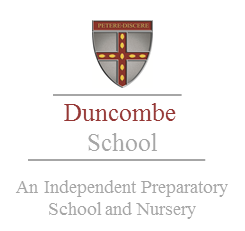 PETERE-DISCERE
Duncombe
School
An Independent Preparatory
School and Nursery